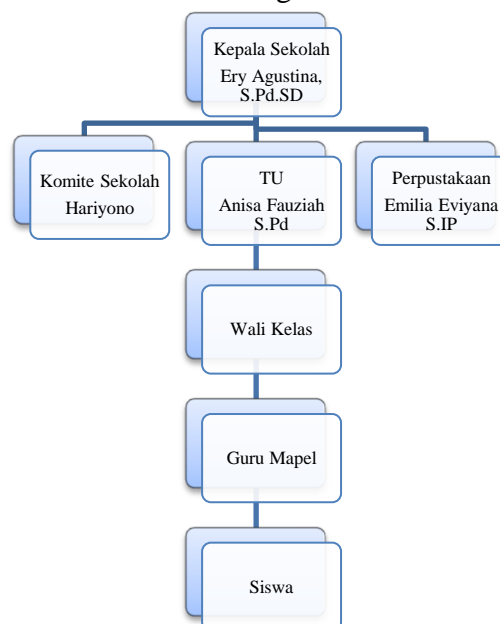 Kepala Sekolah
Ery Agustina,
S.Pd.SD
Komite Sekolah
Hariyono
TU
Anisa Fauziah
S.Pd
Perpustakaan
Emilia Eviyana
S.IP
Wali Kelas
Guru Mapel
Siswa